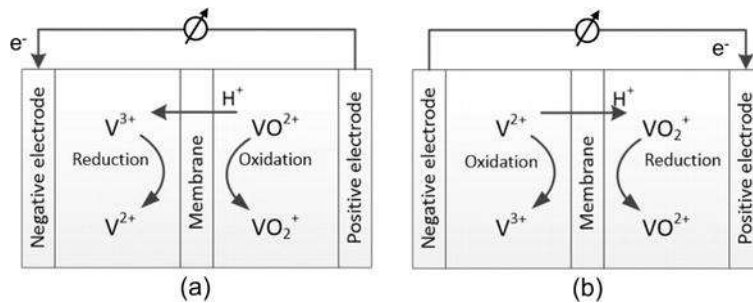 e⁻
Negative electrode
V³⁺
Reduction
V²⁺
Membrane
H⁺
VO²⁺
Oxidation
VO₂⁺
Positive electrode
(a)
e⁻
Negative electrode
V²⁺
Oxidation
V³⁺
Membrane
H⁺
VO₂⁺
Reduction
VO²⁺
Positive electrode
(b)